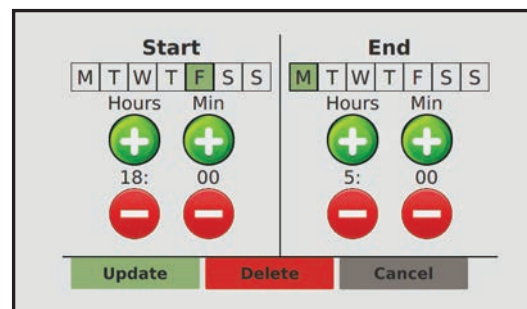 Start End
M T W T F S S M T W T F S S
Hours Min Hours Min
18: 00 5: 00
Update Delete Cancel